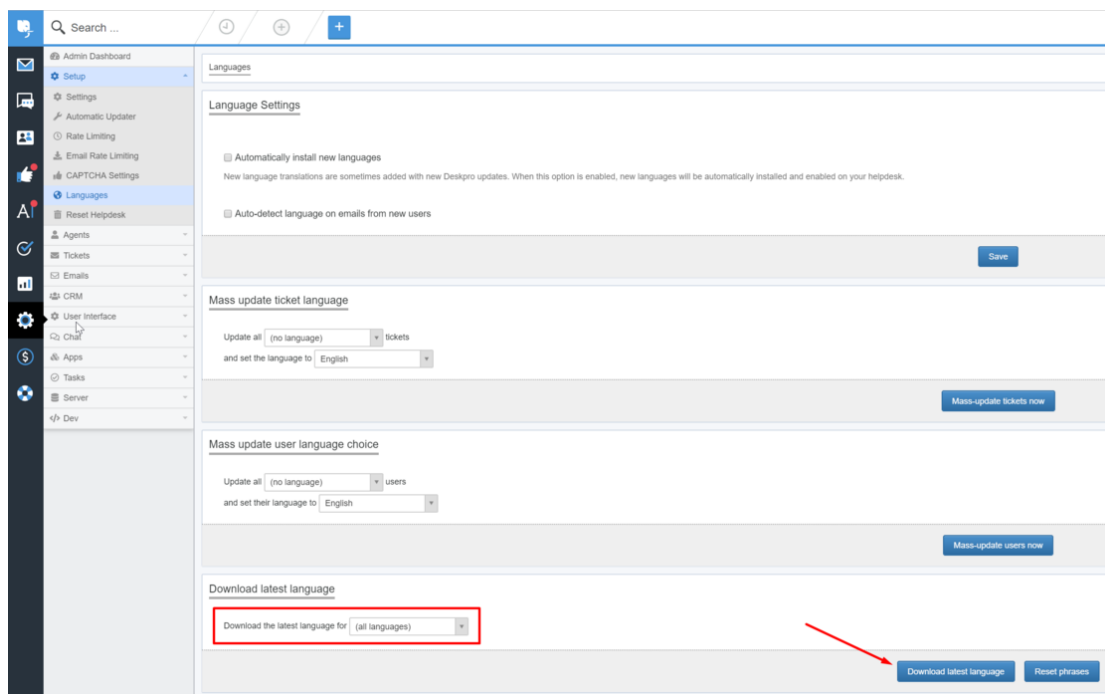 Search ...
+
Admin Dashboard
Setup
Settings
Automatic Updater
Rate Limiting
Email Rate Limiting
CAPTCHA Settings
Languages
Reset Helpdesk
Agents
Tickets
Emails
CRM
User Interface
Chat
Apps
Tasks
Server
</> Dev
Languages
Language Settings
Automatically install new languages
New language translations are sometimes added with new Deskpro updates. When this option is enabled, new languages will be automatically installed and enabled on your helpdesk.
Auto-detect language on emails from new users
Save
Mass update ticket language
Update all (no language) tickets
and set the language to English
Mass-update tickets now
Mass update user language choice
Update all (no language) users
and set their language to English
Mass-update users now
Download latest language
Download the latest language for (all languages)
Download latest language Reset phrases